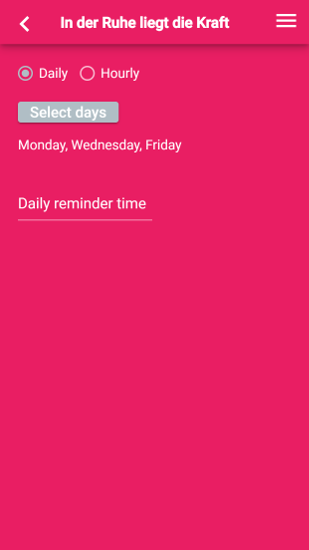 In der Ruhe liegt die Kraft
Daily Hourly
Select days
Monday, Wednesday, Friday
Daily reminder time